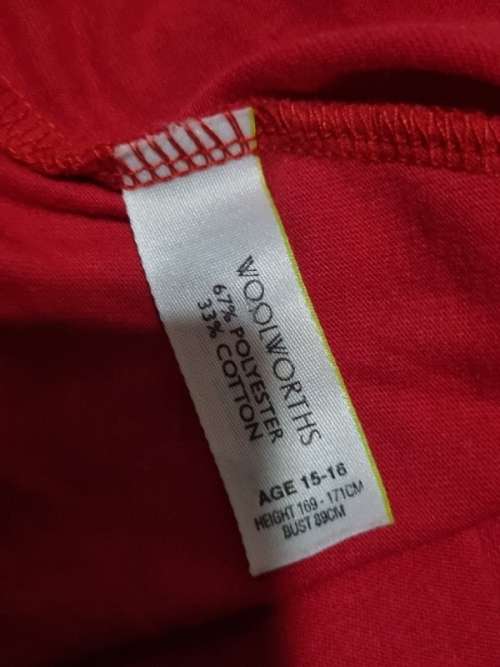 WOOLWORTHS
67% POLYESTER
33% COTTON
AGE 15-16
HEIGHT 169 - 171CM
BUST 89CM